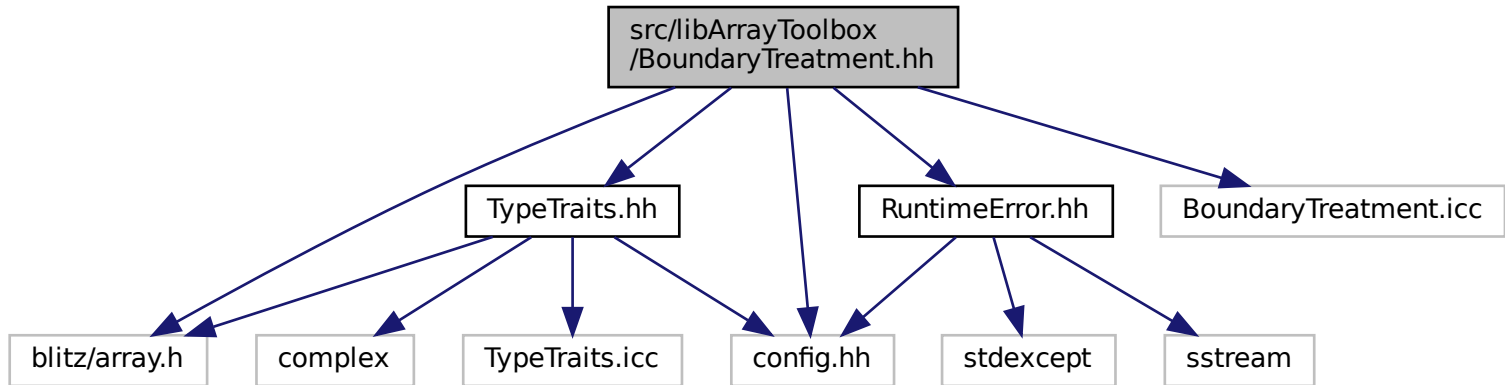 src/libArrayToolbox
/BoundaryTreatment.hh
TypeTraits.hh
RuntimeError.hh
BoundaryTreatment.icc
blitz/array.h
complex
TypeTraits.icc
config.hh
stdexcept
sstream